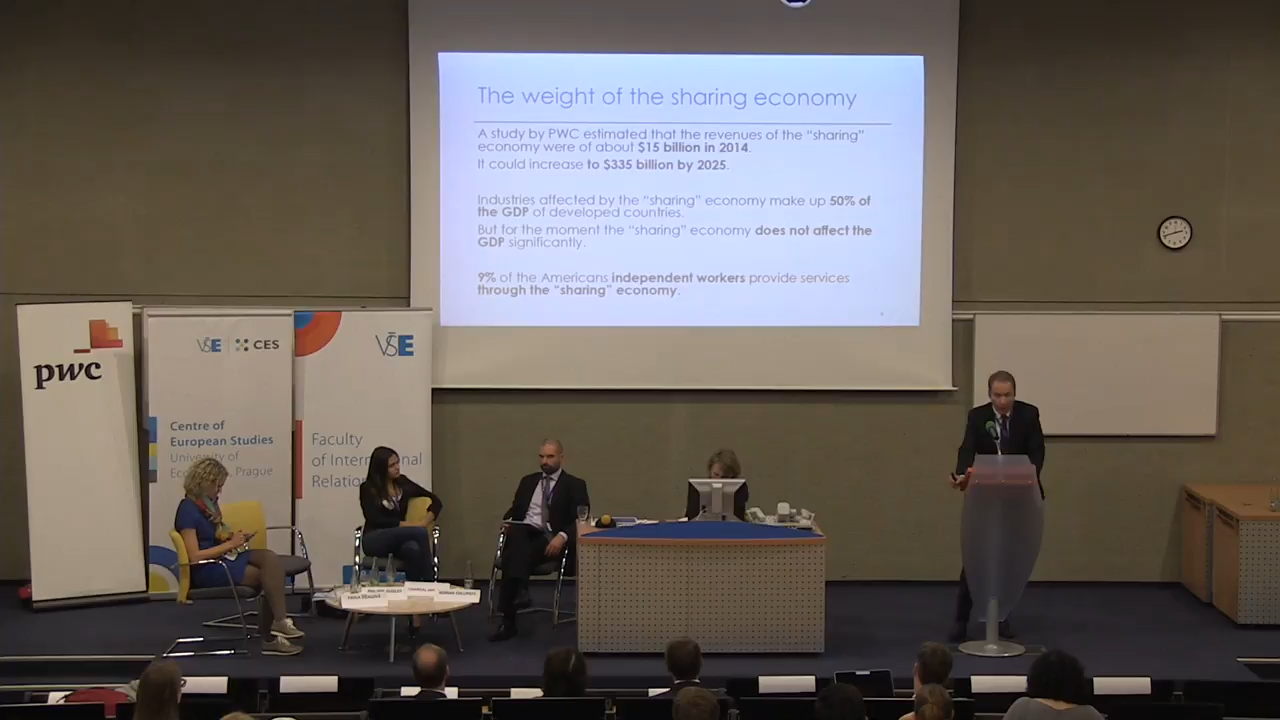 The weight of the sharing economy
A study by PWC estimated that the revenues of the “sharing”
economy were of about $15 billion in 2014.
It could increase to $335 billion by 2025.
Industries affected by the “sharing” economy make up 50% of
the GDP of developed countries.
But for the moment the “sharing” economy does not affect the
GDP significantly.
9% of the Americans independent workers provide services
through the “sharing” economy.
pwc
VŠE CES
Centre of
European Studies
University of
Prague
VŠE
Faculty
of
Relatio